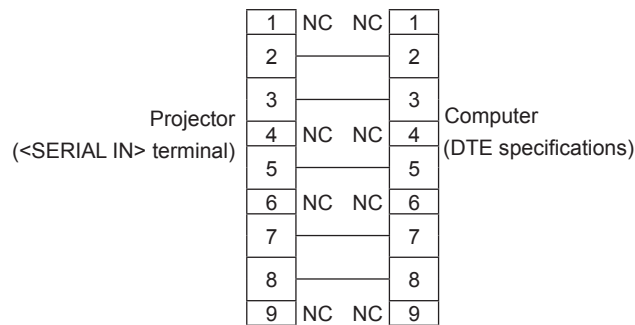 1 NC NC 1
2 2
3 3
Projector
(<SERIAL IN> terminal)
Computer
(DTE specifications)
4 NC NC 4
5 5
6 NC NC 6
7 7
8 8
9 NC NC 9